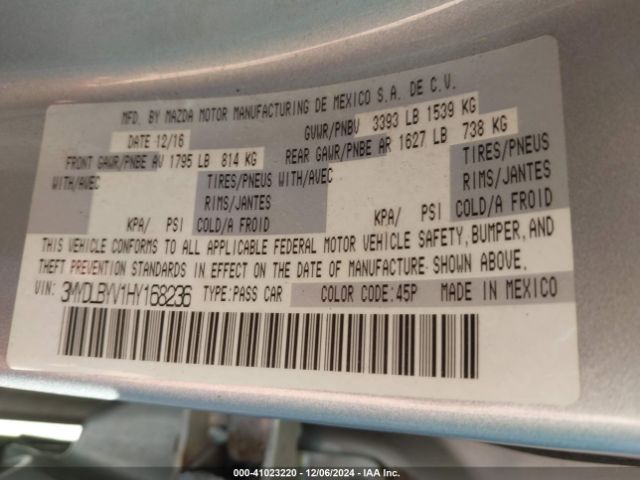 MFD. BY MAZDA MOTOR MANUFACTURING DE MEXICO S.A. DE C.V.
DATE 12/16 GVWR/PNBV 3393 LB 1539 KG
FRONT GAWR/PNBE AV 1795 LB 814 KG REAR GAWR/PNBE AR 1627 LB 738 KG
WITH/AVEC TIRES/PNEUS WITH/AVEC TIRES/PNEUS
RIMS/JANTES RIMS/JANTES
KPA/ PSI COLD/A FROID KPA/ PSI COLD/A FROID
THIS VEHICLE CONFORMS TO ALL APPLICABLE FEDERAL MOTOR VEHICLE SAFETY, BUMPER, AND
THEFT PREVENTION STANDARDS IN EFFECT ON THE DATE OF MANUFACTURE SHOWN ABOVE.
VIN: 3MYDLBYV1HY168236 TYPE:PASS CAR COLOR CODE:45P MADE IN MEXICO
000-41023220 - 12/06/2024 - IAA Inc.